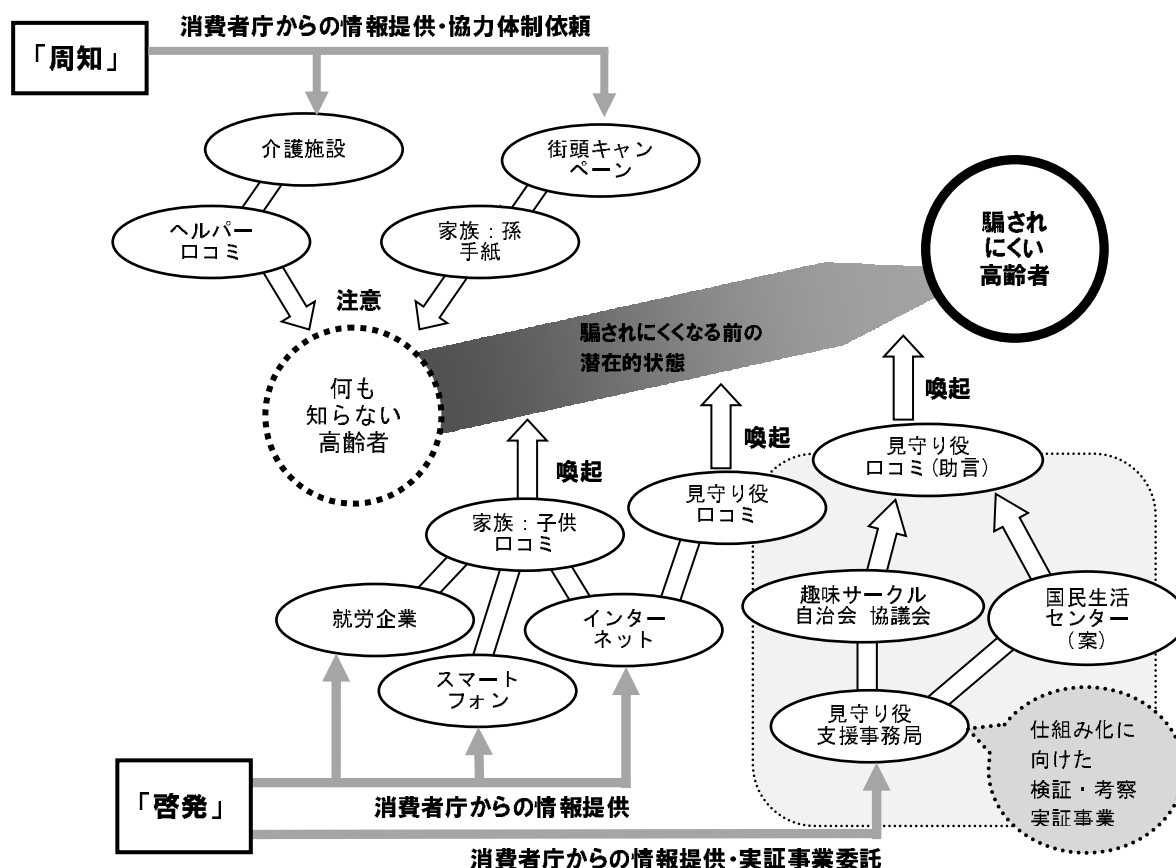 消費者庁からの情報提供・協力体制依頼
「周知」
介護施設
街頭キャン
ペーン
ヘルパー
口コミ
家族：孫
手紙
注意
騙され
にくい
高齢者
騙されにくくなる前の
潜在的状態
何も
知らない
高齢者
喚起
喚起
喚起
見守り役
口コミ(助言)
見守り役
口コミ
家族：子供
口コミ
就労企業
インター
ネット
スマート
フォン
趣味サークル
自治会 協議会
国民生活
センター
(案)
見守り役
支援事務局
仕組み化に
向けた
検証・考察
実証事業
「啓発」
消費者庁からの情報提供
消費者庁からの情報提供・実証事業委託